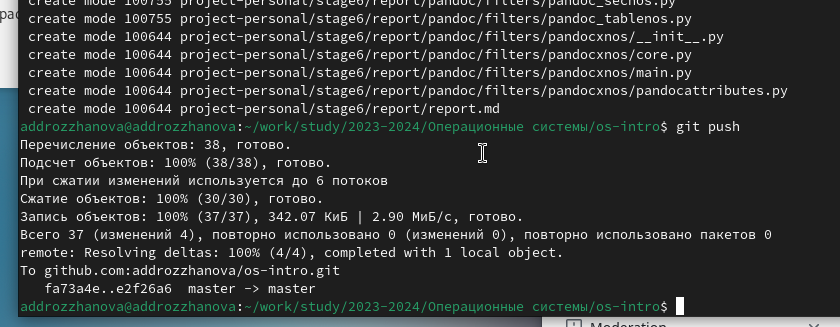 create mode 100755 project-personal/stage6/report/pandoc/filters/pandoc_secnos.py
create mode 100755 project-personal/stage6/report/pandoc/filters/pandoc_tablenos.py
create mode 100644 project-personal/stage6/report/pandoc/filters/pandocxnos/__init__.py
create mode 100644 project-personal/stage6/report/pandoc/filters/pandocxnos/core.py
create mode 100644 project-personal/stage6/report/pandoc/filters/pandocxnos/main.py
create mode 100644 project-personal/stage6/report/pandoc/filters/pandocxnos/pandocattributes.py
create mode 100644 project-personal/stage6/report/report.md
addrozzhanova@addrozzhanova:~/work/study/2023-2024/Операционные системы/os-intro$ git push
Перечисление объектов: 38, готово.
Подсчет объектов: 100% (38/38), готово.
При сжатии изменений используется до 6 потоков
Сжатие объектов: 100% (30/30), готово.
Запись объектов: 100% (37/37), 342.07 КиБ | 2.90 МиБ/с, готово.
Всего 37 (изменений 4), повторно использовано 0 (изменений 0), повторно использовано пакетов 0
remote: Resolving deltas: 100% (4/4), completed with 1 local object.
To github.com:addrozzhanova/os-intro.git
fa73a4e..e2f26a6  master -> master
addrozzhanova@addrozzhanova:~/work/study/2023-2024/Операционные системы/os-intro$
Moderation